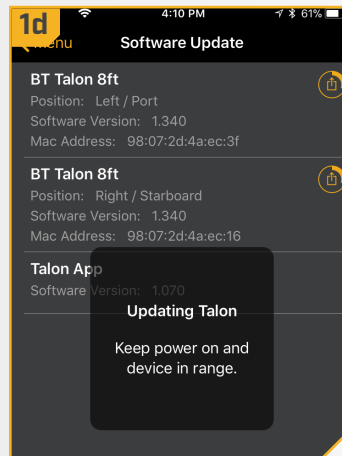 1d
4:10 PM
61%
Menu
Software Update
BT Talon 8ft
Position: Left / Port
Software Version: 1.340
Mac Address: 98:07:2d:4a:ec:3f
BT Talon 8ft
Position: Right / Starboard
Software Version: 1.340
Mac Address: 98:07:2d:4a:ec:16
Talon App
Software Version: 1.070
Updating Talon
Keep power on and
device in range.